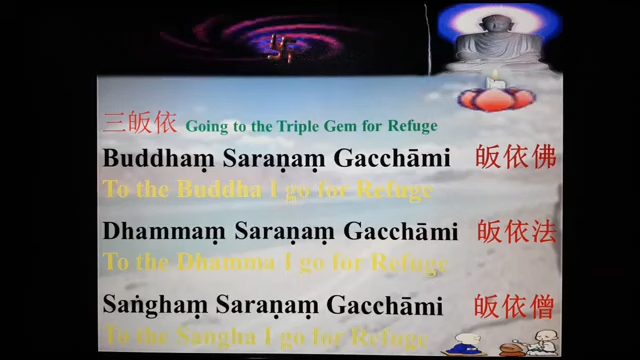 三皈依 Going to the Triple Gem for Refuge
Buddhaṃ Saraṇaṃ Gacchāmi 皈依佛
To the Buddha I go for Refuge
Dhammaṃ Saraṇaṃ Gacchāmi 皈依法
To the Dhamma I go for Refuge
Saṅghaṃ Saraṇaṃ Gacchāmi 皈依僧
To the Sangha I go for Refuge